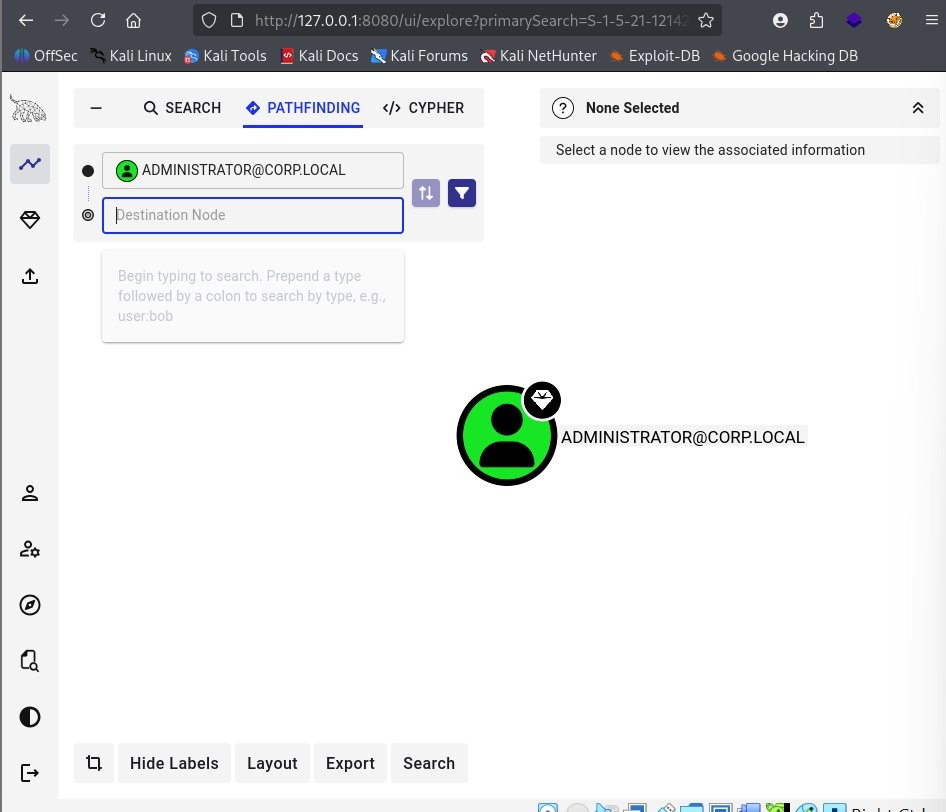 http://127.0.0.1:8080/ui/explore?primarySearch=S-1-5-21-12142
OffSec Kali Linux Kali Tools Kali Docs Kali Forums Kali NetHunter Exploit-DB Google Hacking DB
SEARCH PATHFINDING </> CYPHER
? None Selected
Select a node to view the associated information
ADMINISTRATOR@CORP.LOCAL
Destination Node
Begin typing to search. Prepend a type
followed by a colon to search by type, e.g.,
user:bob
ADMINISTRATOR@CORP.LOCAL
Hide Labels Layout Export Search
Right Ctrl